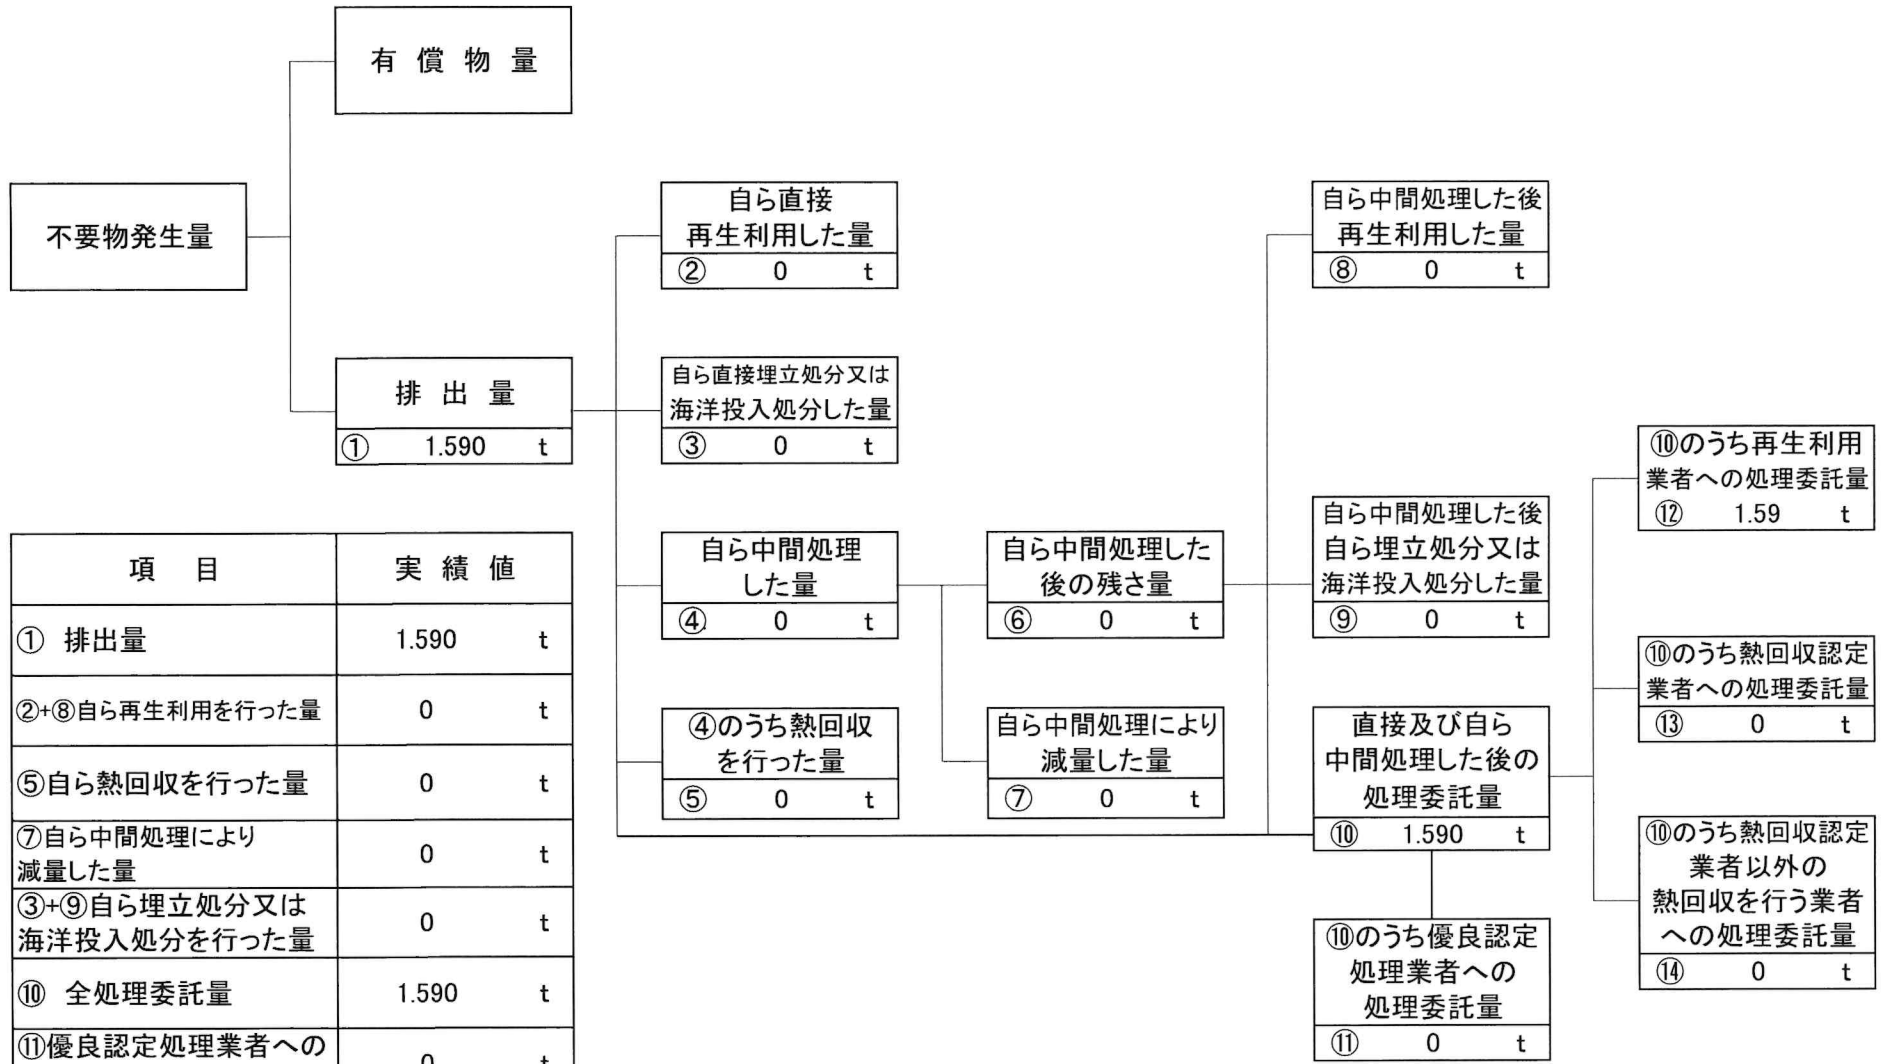 有償物量
不要物発生量
排出量
① 1.590 t
自ら直接
再生利用した量
② 0 t
自ら直接埋立処分又は
海洋投入処分した量
③ 0 t
自ら中間処理
した量
④ 0 t
④のうち熱回収
を行った量
⑤ 0 t
自ら中間処理した
後の残さ量
⑥ 0 t
自ら中間処理により
減量した量
⑦ 0 t
自ら中間処理した後
再生利用した量
⑧ 0 t
自ら中間処理した後
自ら埋立処分又は
海洋投入処分した量
⑨ 0 t
直接及び自ら
中間処理した後の
処理委託量
⑩ 1.590 t
⑩のうち優良認定
処理業者への
処理委託量
⑪ 0 t
⑩のうち再生利用
業者への処理委託量
⑫ 1.59 t
⑩のうち熱回収認定
業者への処理委託量
⑬ 0 t
⑩のうち熱回収認定
業者以外の
熱回収を行う業者
への処理委託量
⑭ 0 t
項目 実績値
① 排出量 1.590 t
②+⑧自ら再生利用を行った量 0 t
⑤自ら熱回収を行った量 0 t
⑦自ら中間処理により
減量した量 0 t
③+⑨自ら埋立処分又は
海洋投入処分を行った量 0 t
⑩ 全処理委託量 1.590 t
⑪優良認定処理業者への
0 t